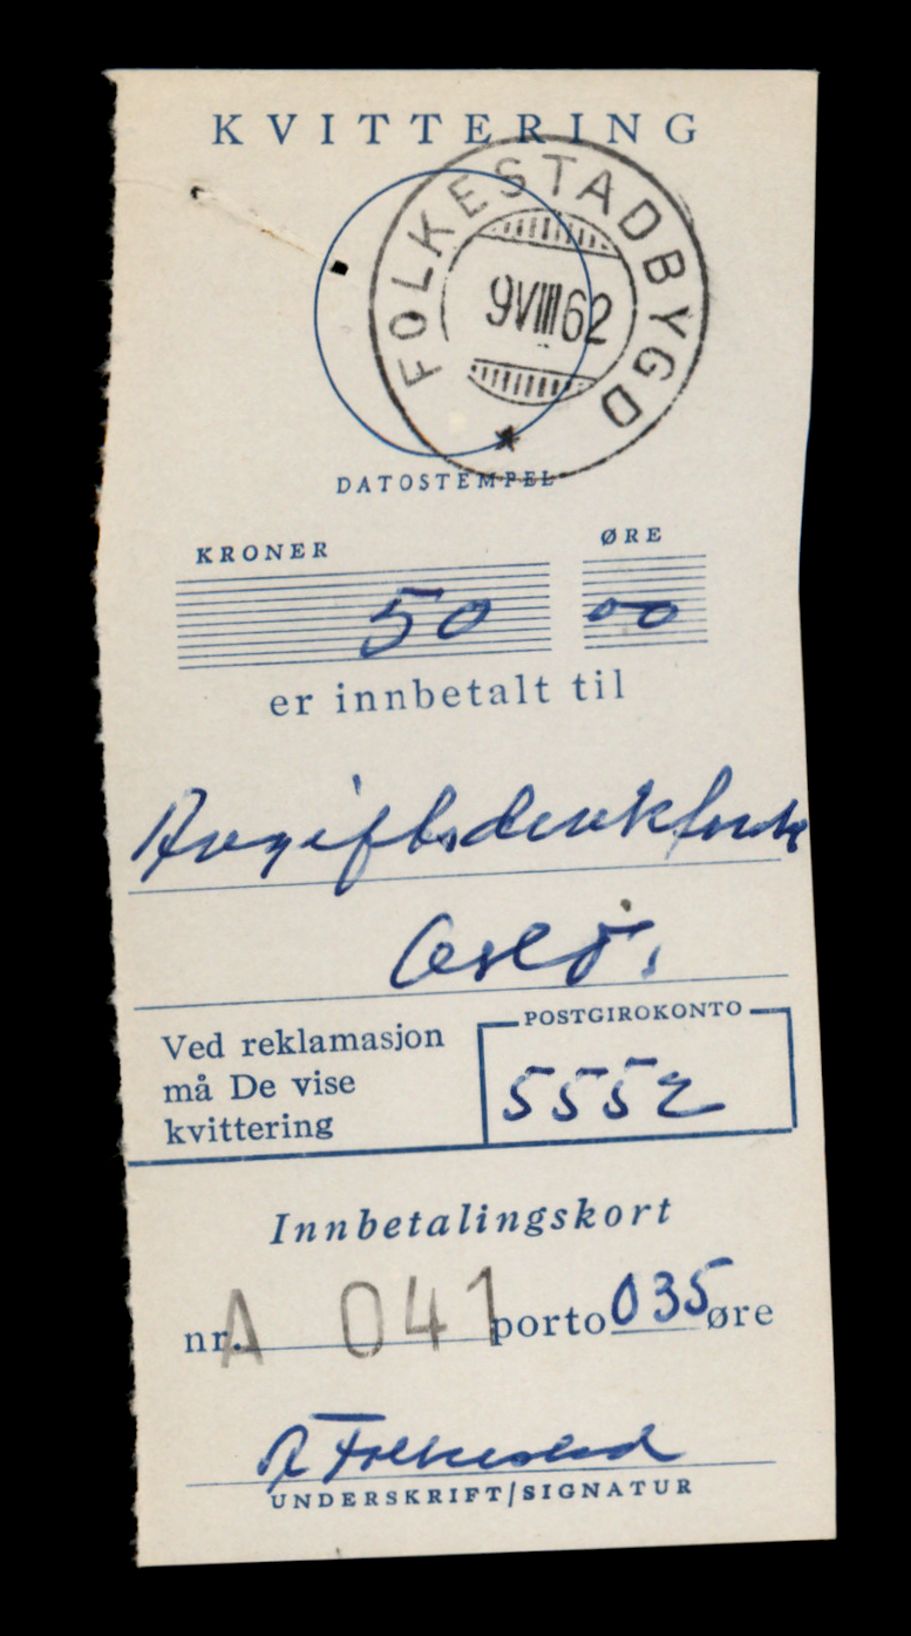 KVITTERING
FOLKESTADBYGD
9 VIII 62
DATOSTEMPEL
KRONER ØRE
50 00
er innbetalt til
Oslo.
Ved reklamasjon
må De vise
kvittering
POSTGIROKONTO
5552
Innbetalingskort
nr. A 041 porto 035 øre
R Folkestad
UNDERSKRIFT/SIGNATUR